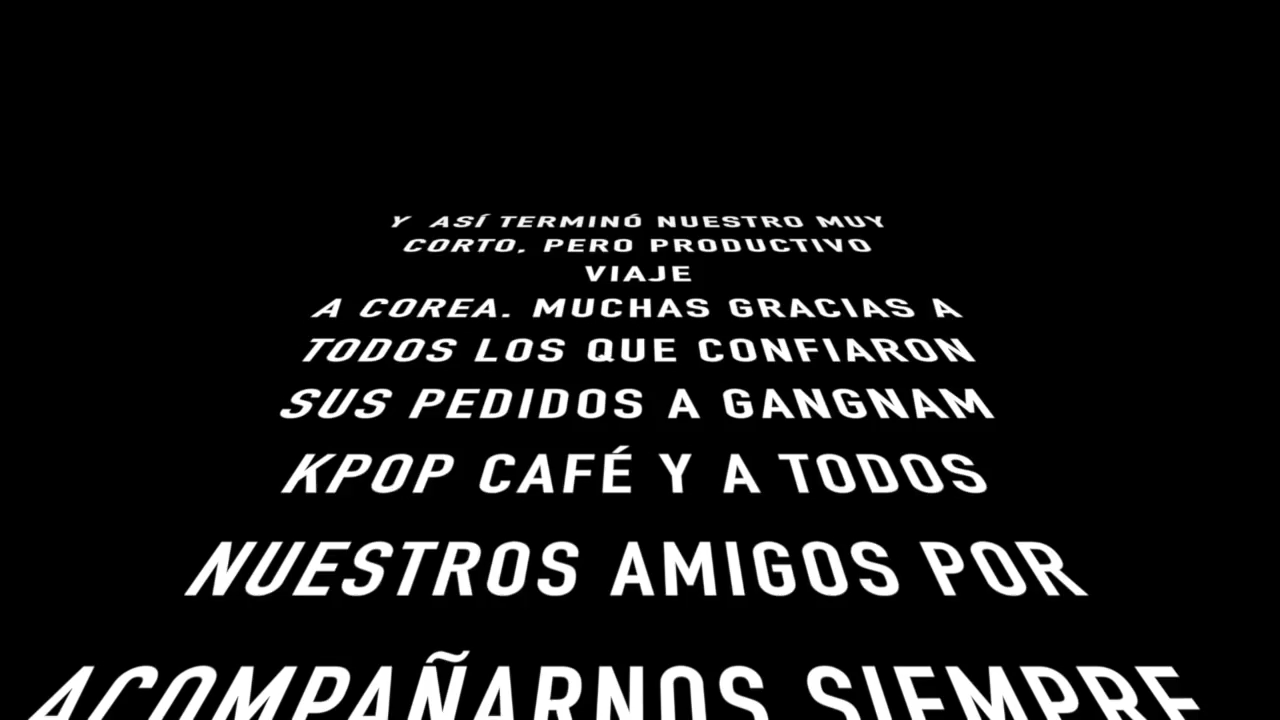 Y ASÍ TERMINÓ NUESTRO MUY
CORTO, PERO PRODUCTIVO
VIAJE
A COREA. MUCHAS GRACIAS A
TODOS LOS QUE CONFIARON
SUS PEDIDOS A GANGNAM
KPOP CAFÉ Y A TODOS
NUESTROS AMIGOS POR
ACOMPAÑARNOS SIEMPRE